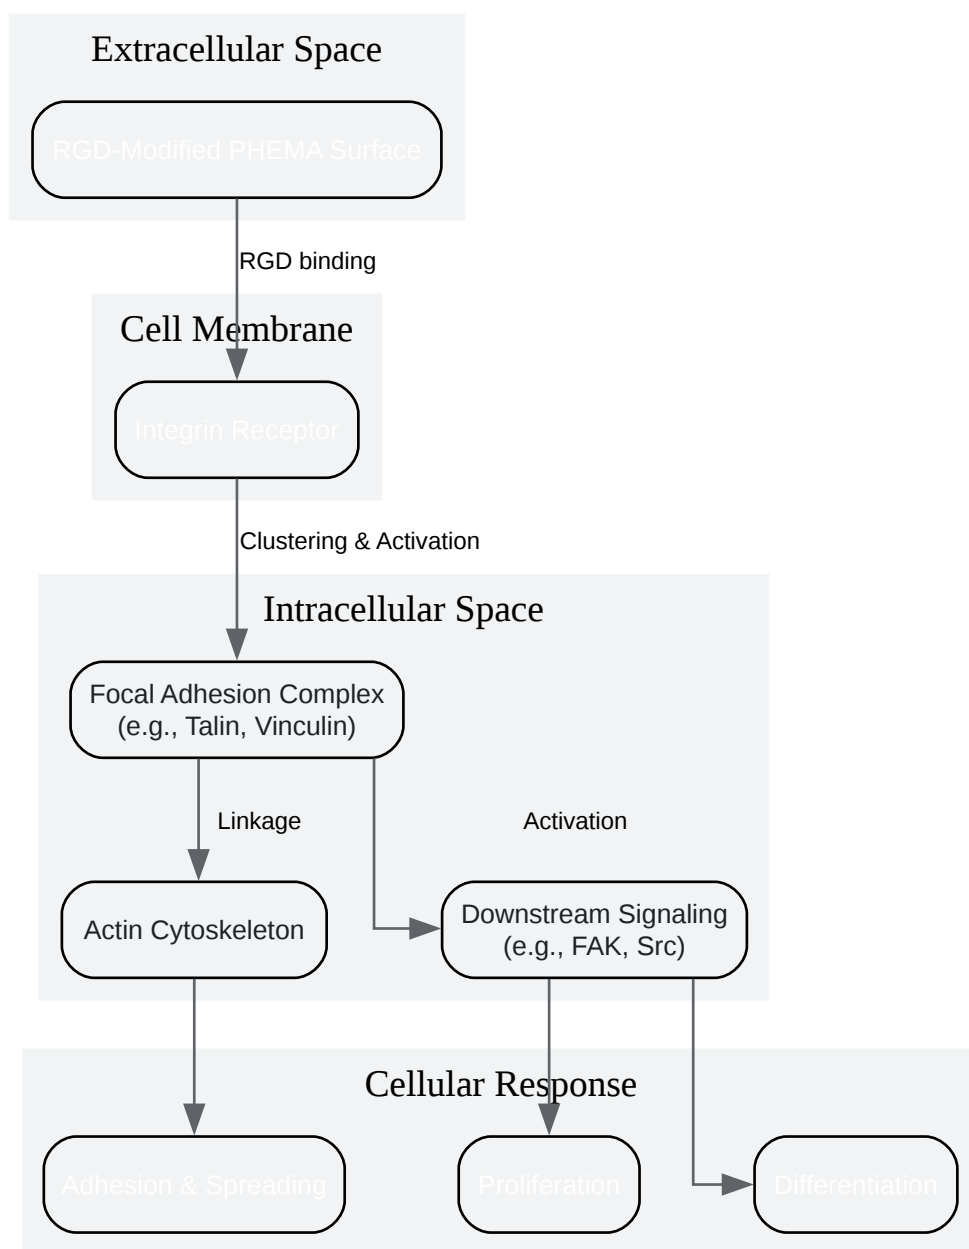 Extracellular Space
RGD-Modified PHEMA Surface
RGD binding
Cell Membrane
Integrin Receptor
Clustering & Activation
Intracellular Space
Focal Adhesion Complex
(e.g., Talin, Vinculin)
Linkage
Activation
Actin Cytoskeleton
Downstream Signaling
(e.g., FAK, Src)
Cellular Response
Adhesion & Spreading
Proliferation
Differentiation